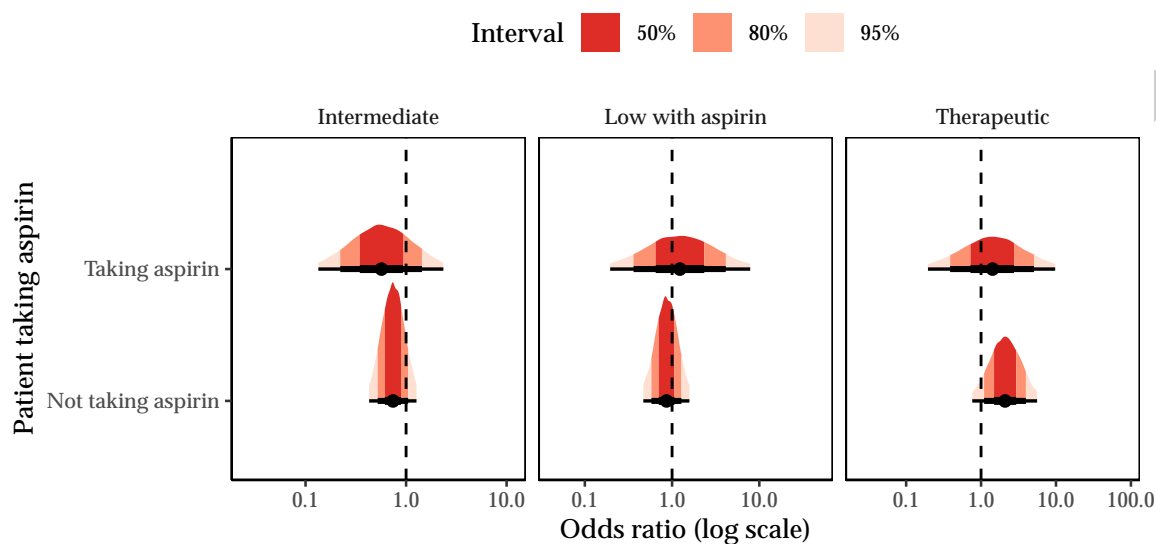 Interval 50% 80% 95%
Intermediate Low with aspirin Therapeutic
Patient taking aspirin
Taking aspirin
Not taking aspirin
0.1 1.0 10.0 0.1 1.0 10.0 0.1 1.0 10.0 100.0
Odds ratio (log scale)